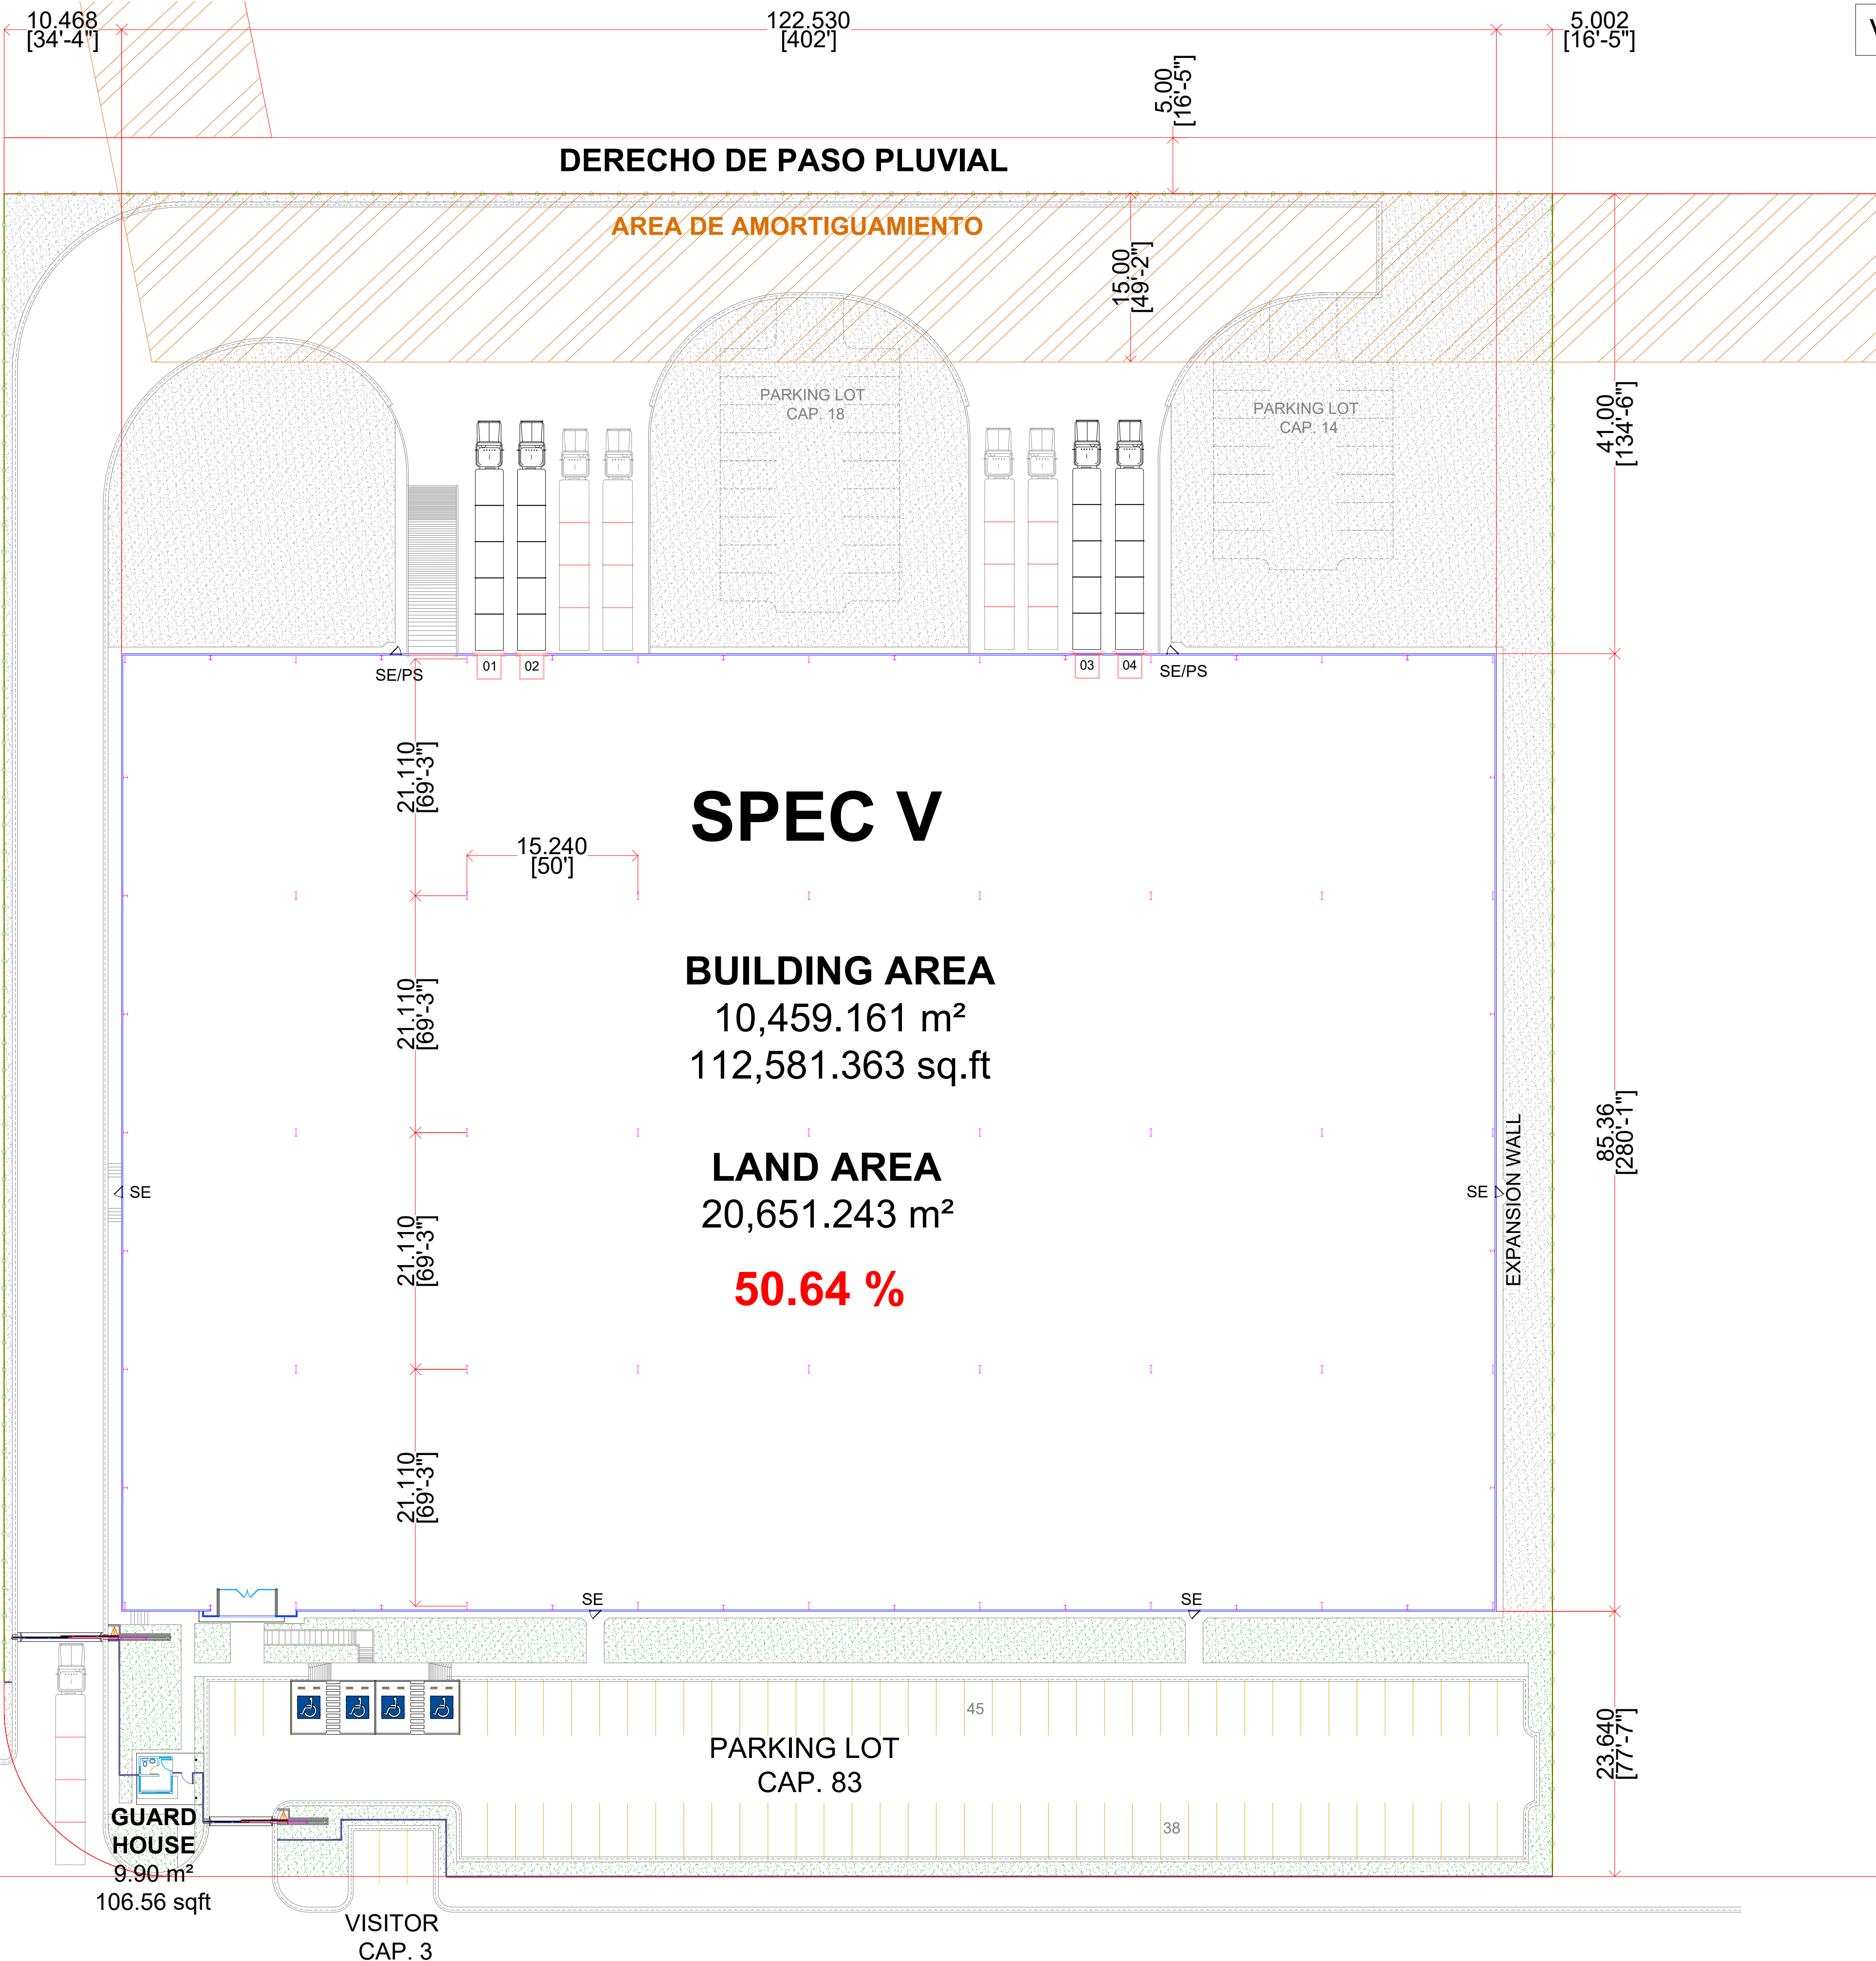 10.468
[34'-4"]
122.530
[402']
5.002
[16'-5"]
V
5.00
[16'-5"]
DERECHO DE PASO PLUVIAL
AREA DE AMORTIGUAMIENTO
15.00
[49'-2"]
41.00
[134'-6"]
PARKING LOT
CAP. 18
PARKING LOT
CAP. 14
01
02
03
04
SE/PS
SE/PS
21.110
[69'-3"]
SPEC V
15.240
[50']
BUILDING AREA
10,459.161 m²
112,581.363 sq.ft
21.110
[69'-3"]
LAND AREA
20,651.243 m²
50.64 %
21.110
[69'-3"]
SE
SE
EXPANSION WALL
85.36
[280'-1"]
21.110
[69'-3"]
SE
SE
45
PARKING LOT
CAP. 83
38
23.640
[77'-7"]
GUARD
HOUSE
9.90 m²
106.56 sqft
VISITOR
CAP. 3